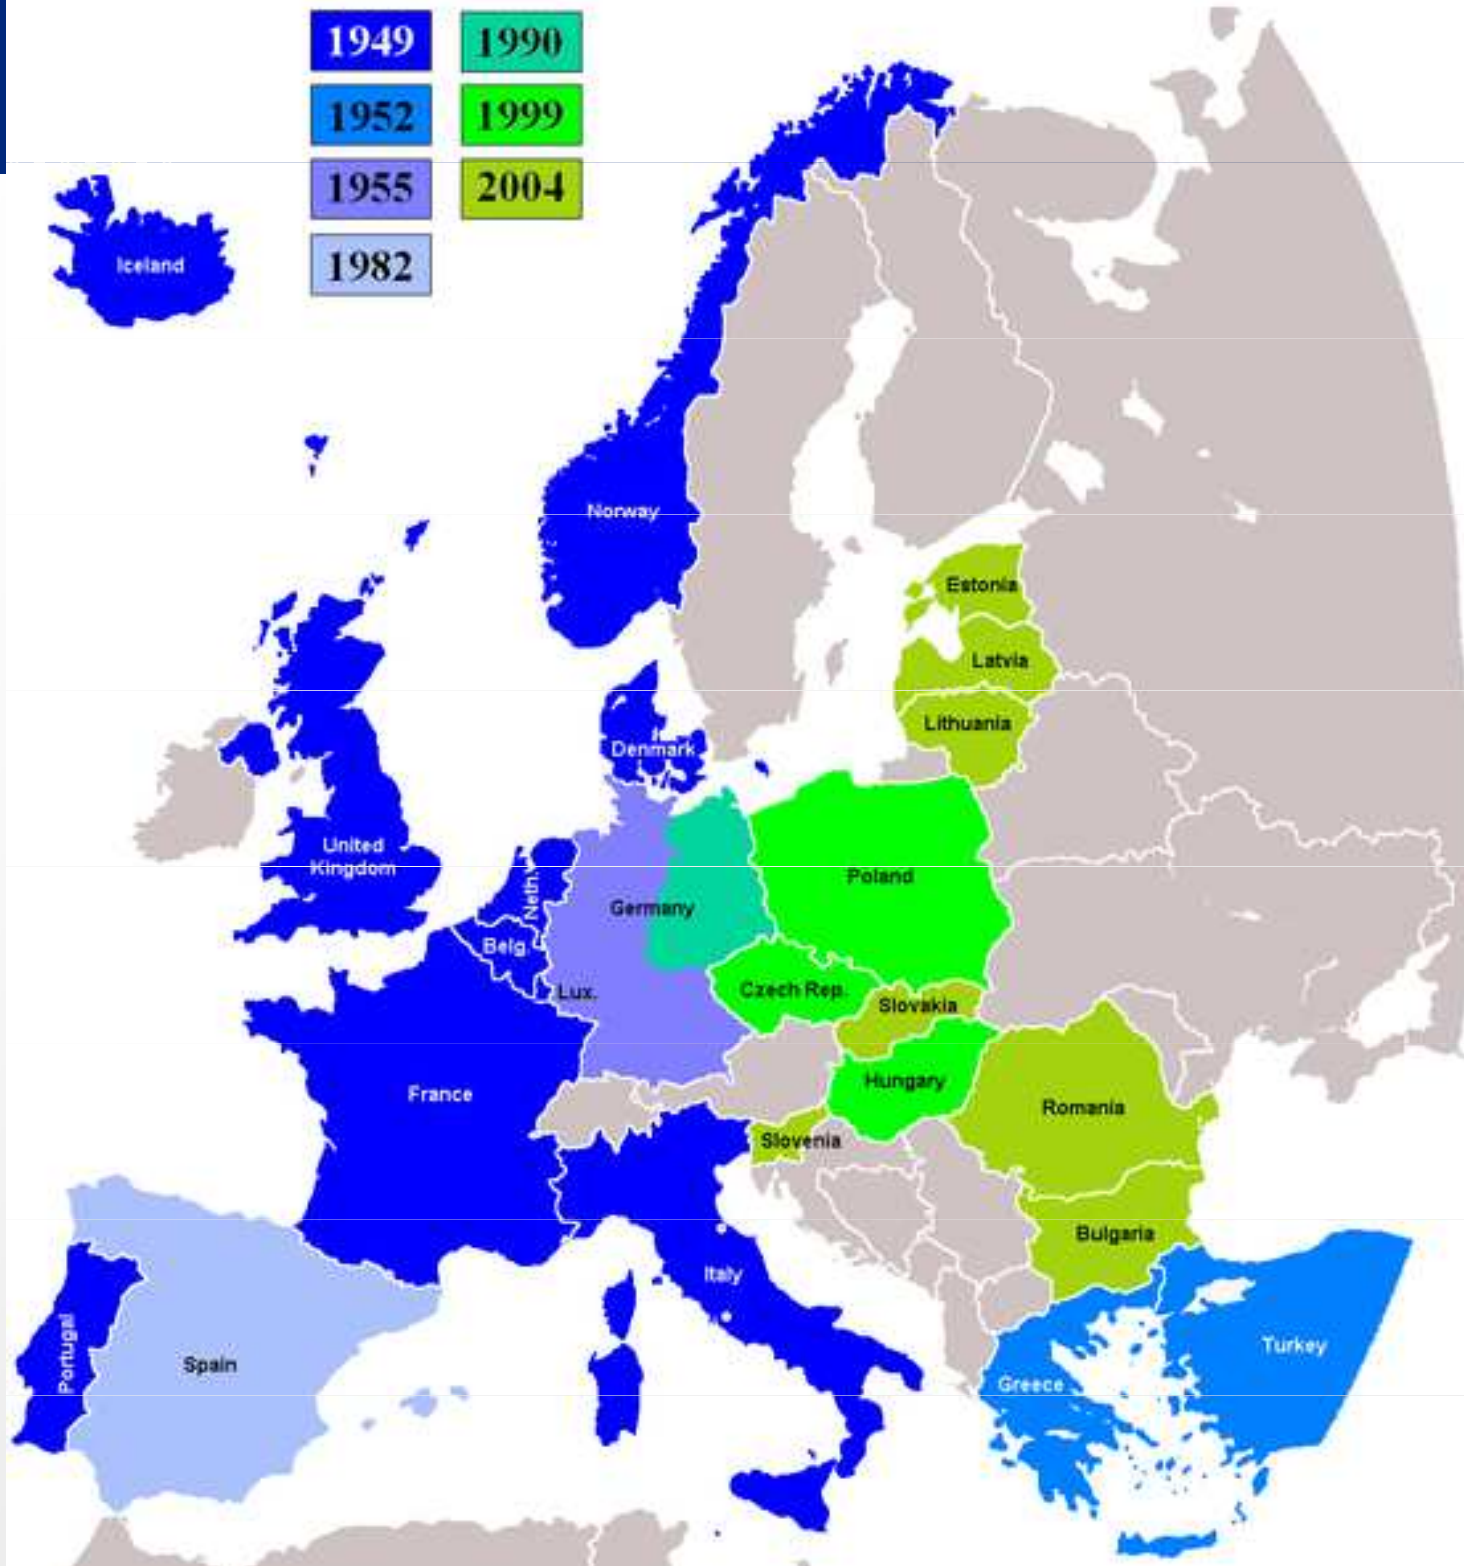 1949
1990
1952
1999
1955
2004
1982
Iceland
Norway
Estonia
Latvia
Lithuania
Denmark
United
Kingdom
Neth.
Belg.
Lux.
Germany
Poland
Czech Rep.
Slovakia
Hungary
France
Romania
Slovenia
Bulgaria
Italy
Portugal
Spain
Greece
Turkey